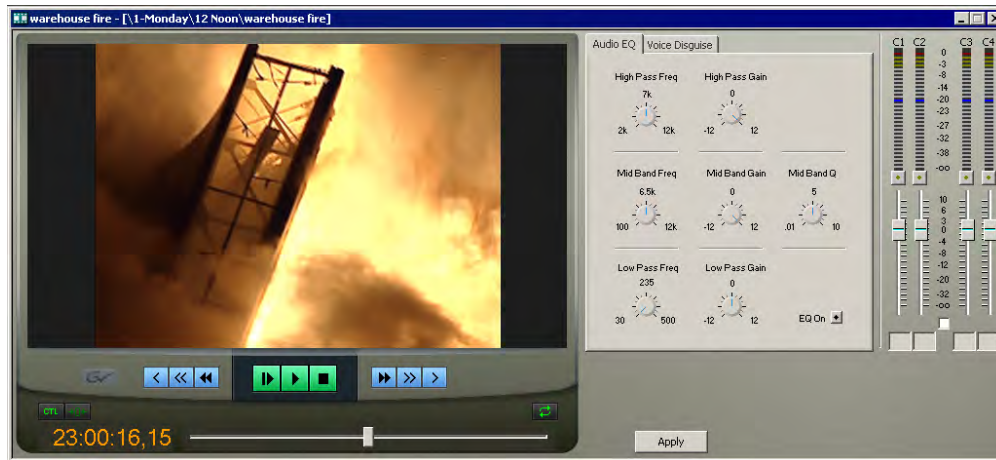 warehouse fire - [\1-Monday\12 Noon\warehouse fire]
Audio EQ
Voice Disguise
High Pass Freq
7k
2k 12k
High Pass Gain
0
-12 12
Mid Band Freq
6.5k
100 12k
Mid Band Gain
0
-12 12
Mid Band Q
5
.01 10
Low Pass Freq
235
30 500
Low Pass Gain
0
-12 12
EQ On
C1 C2 C3 C4
0
-3
-8
-14
-20
-23
-27
-32
-38
-oo
10
6
3
0
-4
-8
-12
-20
-32
-oo
CTL
23:00:16,15
Apply